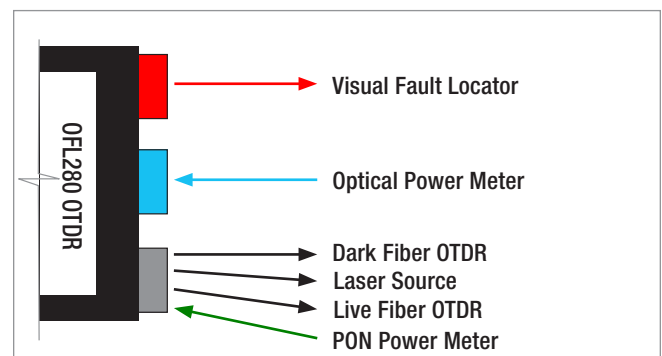 Visual Fault Locator
OFL280 OTDR
Optical Power Meter
Dark Fiber OTDR
Laser Source
Live Fiber OTDR
PON Power Meter